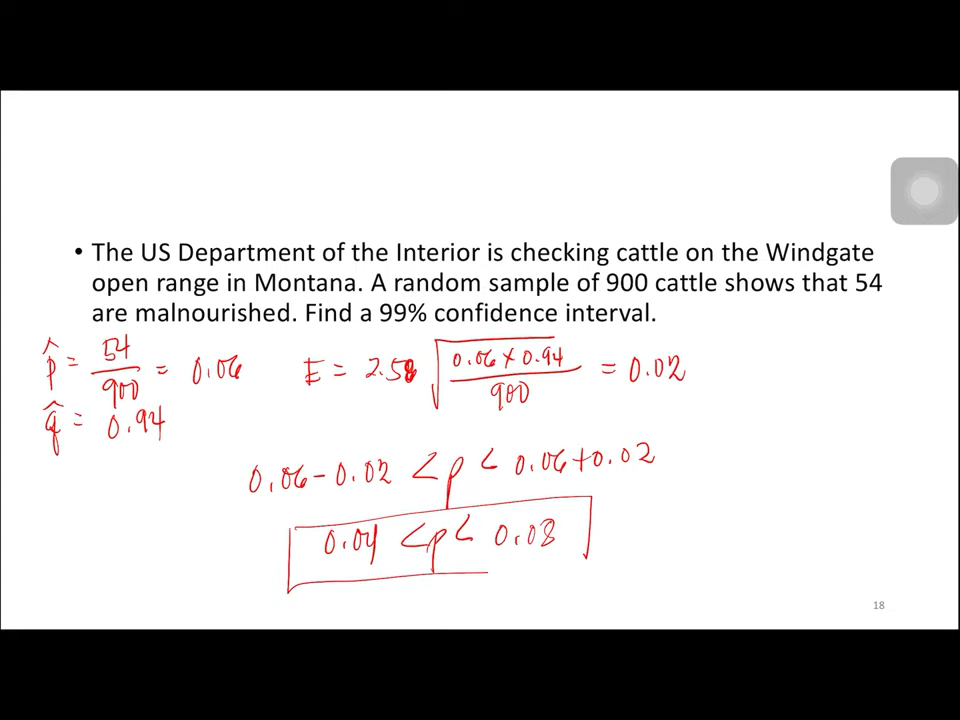 • The US Department of the Interior is checking cattle on the Windgate
open range in Montana. A random sample of 900 cattle shows that 54
are malnourished. Find a 99% confidence interval.
p̂ = 54/900 = 0.06 E = 2.58 √(0.06 × 0.94 / 900) = 0.02
q̂ = 0.94
0.06 - 0.02 < p < 0.06 + 0.02
0.04 < p < 0.08
18